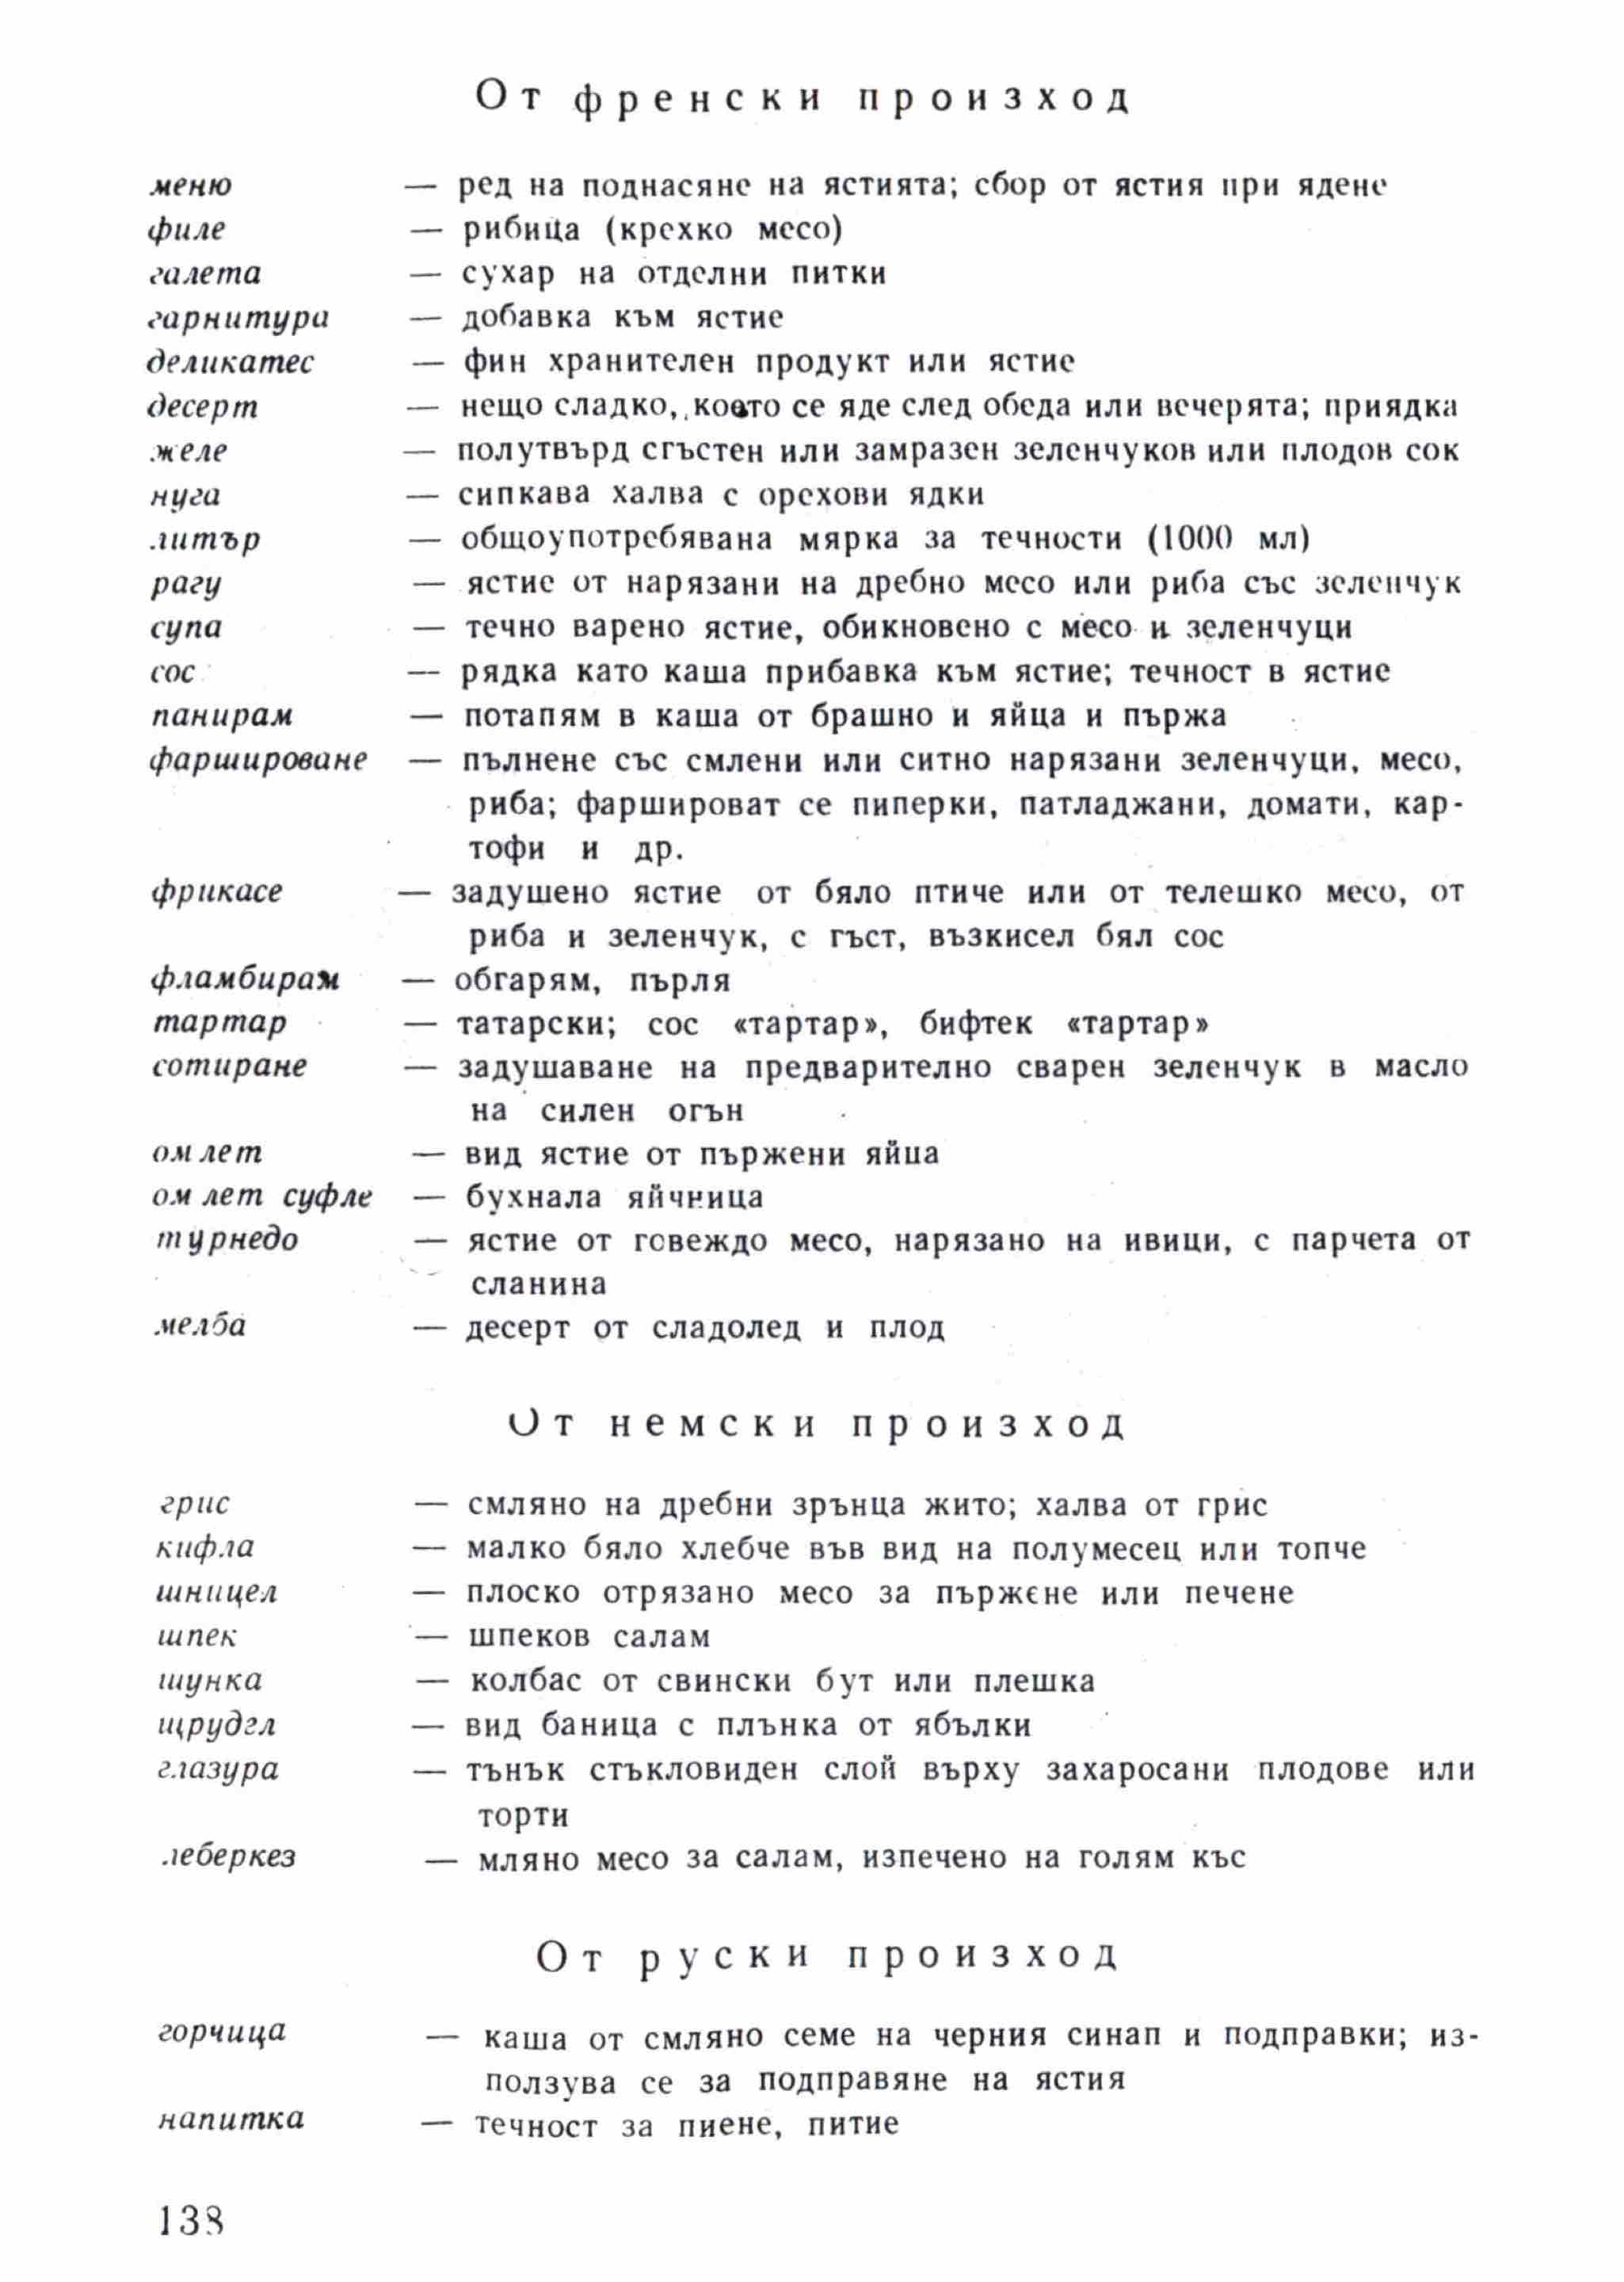 От френски произход
меню — ред на поднасяне на ястията; сбор от ястия при ядене
филе — рибица (крехко месо)
галета — сухар на отделни питки
гарнитура — добавка към ястие
деликатес — фин хранителен продукт или ястие
десерт — нещо сладко, което се яде след обеда или вечерята; приядка
желе — полутвърд сгъстен или замразен зеленчуков или плодов сок
нуга — сипкава халва с орехови ядки
литър — общоупотребявана мярка за течности (1000 мл)
рагу — ястие от нарязани на дребно месо или риба със зеленчук
супа — течно варено ястие, обикновено с месо и зеленчуци
сос — рядка като каша прибавка към ястие; течност в ястие
панирам — потапям в каша от брашно и яйца и пържа
фаршироване — пълнене със смлени или ситно нарязани зеленчуци, месо,
риба; фаршироват се пиперки, патладжани, домати, кар-
тофи и др.
фрикасе — задушено ястие от бяло птиче или от телешко месо, от
риба и зеленчук, с гъст, възкисел бял сос
фламбирам — обгарям, пърля
тартар — татарски; сос «тартар», бифтек «тартар»
сотиране — задушаване на предварително сварен зеленчук в масло
на силен огън
омлет — вид ястие от пържени яйца
омлет суфле — бухнала яйчница
турнедо — ястие от говеждо месо, нарязано на ивици, с парчета от
сланина
мелба — десерт от сладолед и плод
От немски произход
грис — смляно на дребни зрънца жито; халва от грис
кифла — малко бяло хлебче във вид на полумесец или топче
шницел — плоско отрязано месо за пържене или печене
шпек — шпеков салам
шунка — колбас от свински бут или плешка
щрудел — вид баница с плънка от ябълки
глазура — тънък стъкловиден слой върху захаросани плодове или
торти
леберкез — мляно месо за салам, изпечено на голям къс
От руски произход
горчица — каша от смляно семе на черния синап и подправки; из-
ползува се за подправяне на ястия
напитка — течност за пиене, питие
138